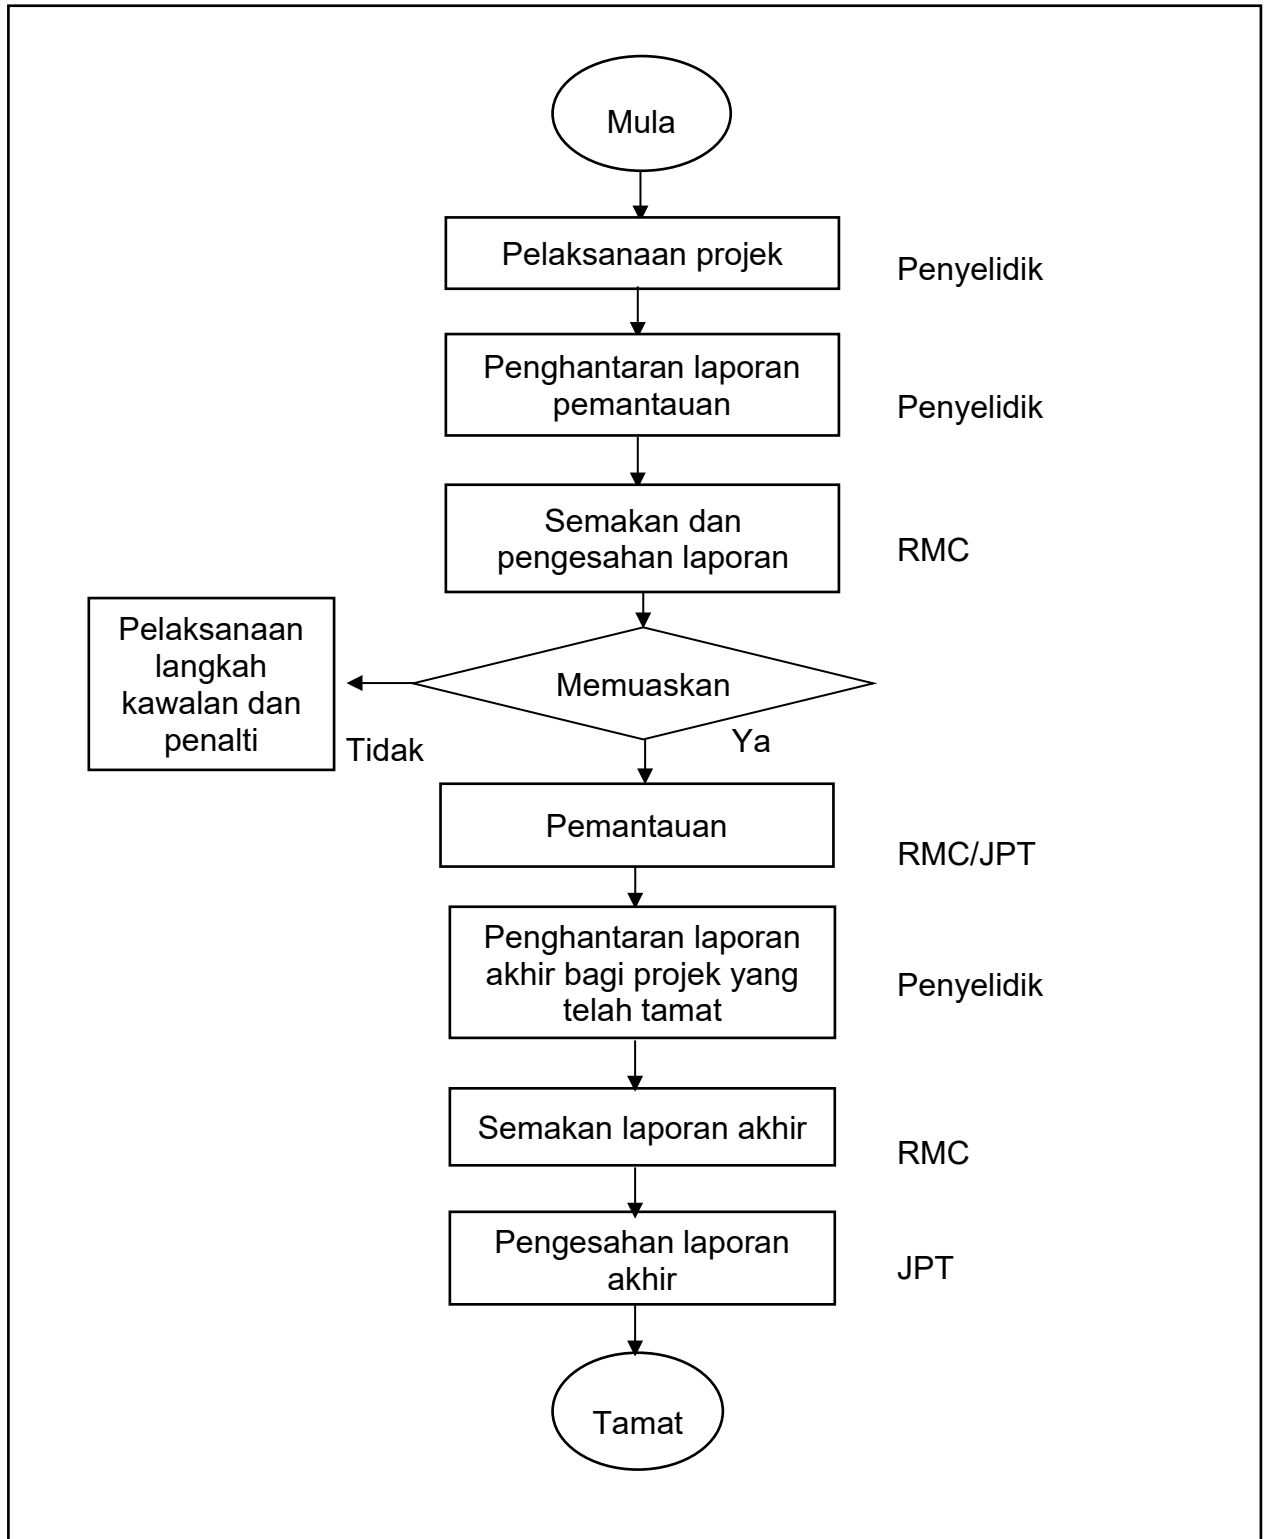 Mula
Pelaksanaan projek
Penyelidik
Penghantaran laporan
pemantauan
Penyelidik
Semakan dan
pengesahan laporan
RMC
Pelaksanaan
langkah
kawalan dan
penalti
Memuaskan
Tidak
Ya
Pemantauan
RMC/JPT
Penghantaran laporan
akhir bagi projek yang
telah tamat
Penyelidik
Semakan laporan akhir
RMC
Pengesahan laporan
akhir
JPT
Tamat